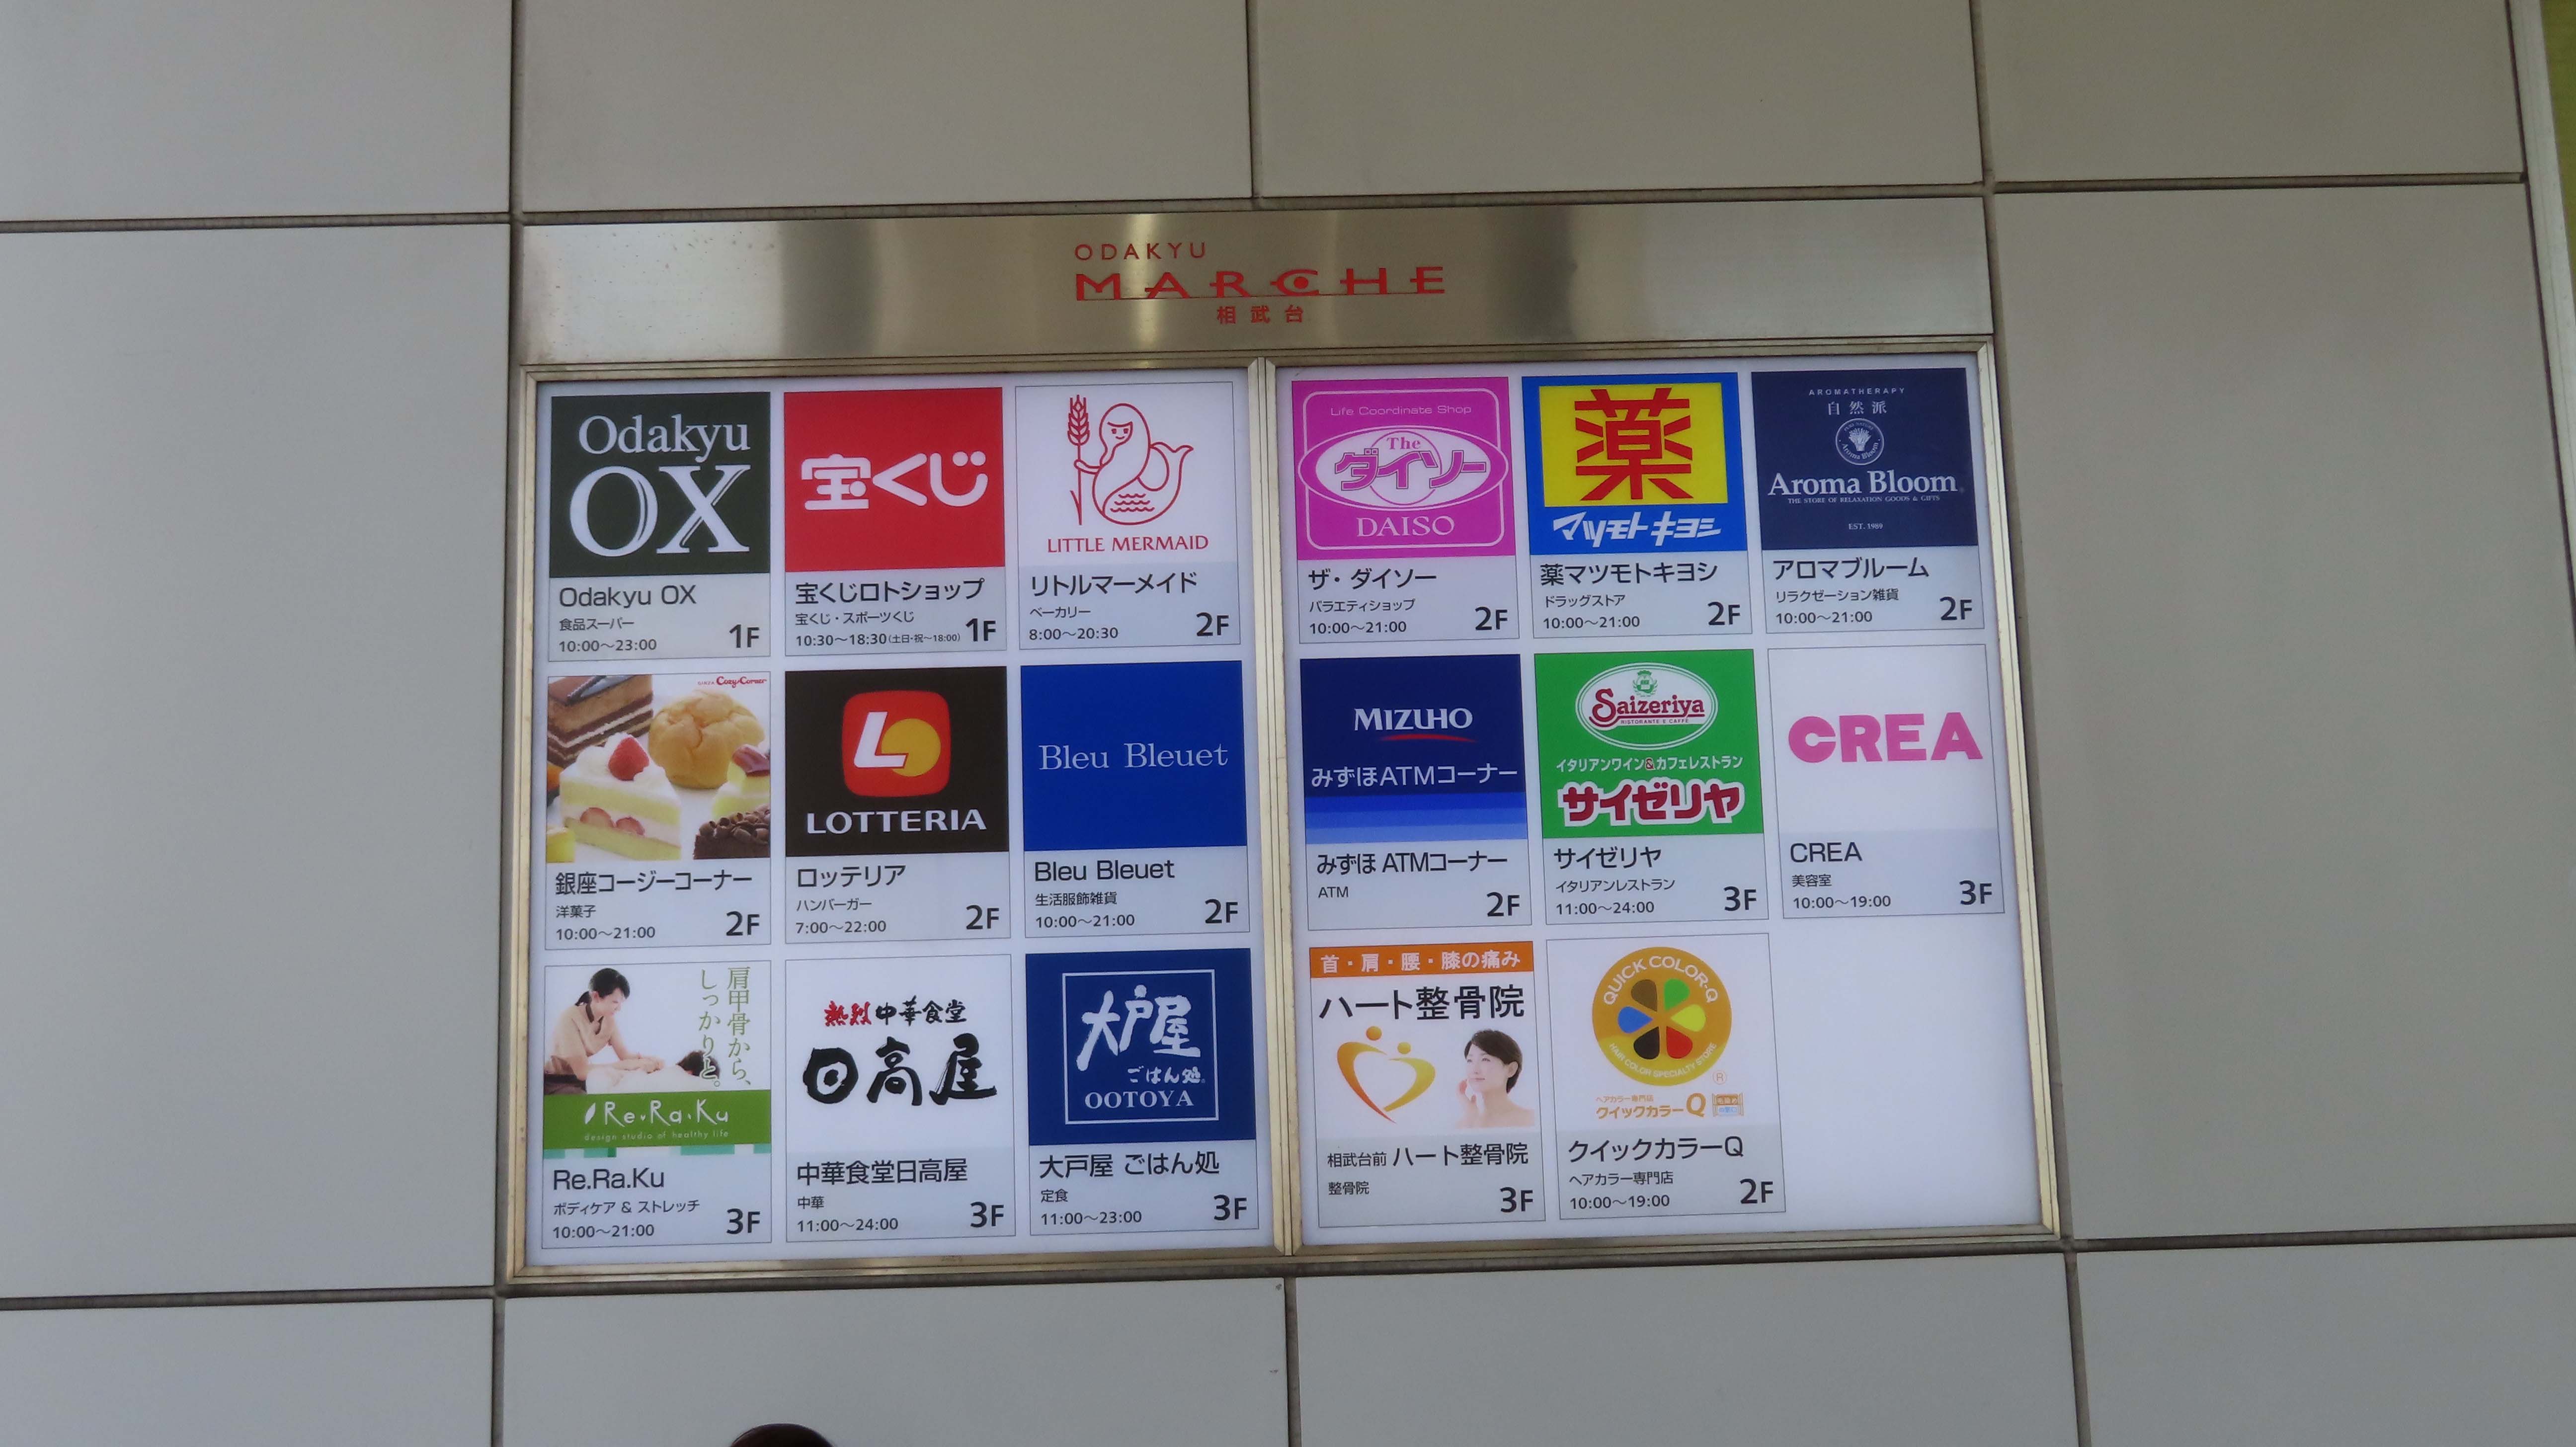 ODAKYU
MARCHE
相武台
Odakyu
OX
Odakyu OX
食品スーパー
10:00～23:00
1F
宝くじ
宝くじロトショップ
宝くじ・スポーツくじ
10:30～18:30(土日・祝～18:00)
1F
LITTLE MERMAID
リトルマーメイド
ベーカリー
8:00～20:30
2F
Life Coordinate Shop
The
ダイソー
DAISO
ザ・ダイソー
バラエティショップ
10:00～21:00
2F
薬
マツモトキヨシ
薬マツモトキヨシ
ドラッグストア
10:00～21:00
2F
AROMATHERAPY
自然派
Aroma Bloom
THE STORE OF RELAXATION GOODS & GIFTS
EST. 1989
アロマブルーム
リラクゼーション雑貨
10:00～21:00
2F
GINZA Cozy Corner
銀座コージーコーナー
洋菓子
10:00～21:00
2F
L
LOTTERIA
ロッテリア
ハンバーガー
7:00～22:00
2F
Bleu Bleuet
Bleu Bleuet
生活服飾雑貨
10:00～21:00
2F
MIZUHO
みずほATMコーナー
みずほ ATMコーナー
ATM
2F
Saizeriya
RISTORANTE E CAFFÈ
イタリアンワイン&カフェレストラン
サイゼリヤ
サイゼリヤ
イタリアンレストラン
11:00～24:00
3F
CREA
CREA
美容室
10:00～19:00
3F
肩甲骨から、
しっかりと。
Re.Ra.Ku
design studio of healthy life
Re.Ra.Ku
ボディケア & ストレッチ
10:00～21:00
3F
熱烈中華食堂
日高屋
中華食堂日高屋
中華
11:00～24:00
3F
大戸屋
ごはん処
OOTOYA
大戸屋 ごはん処
定食
11:00～23:00
3F
首・肩・腰・膝の痛み
ハート整骨院
相武台前 ハート整骨院
整骨院
3F
QUICK COLOR-Q
HAIR COLOR SPECIALTY STORE
®
ヘアカラー専門店
クイックカラーQ
クイックカラーQ
ヘアカラー専門店
10:00～19:00
2F